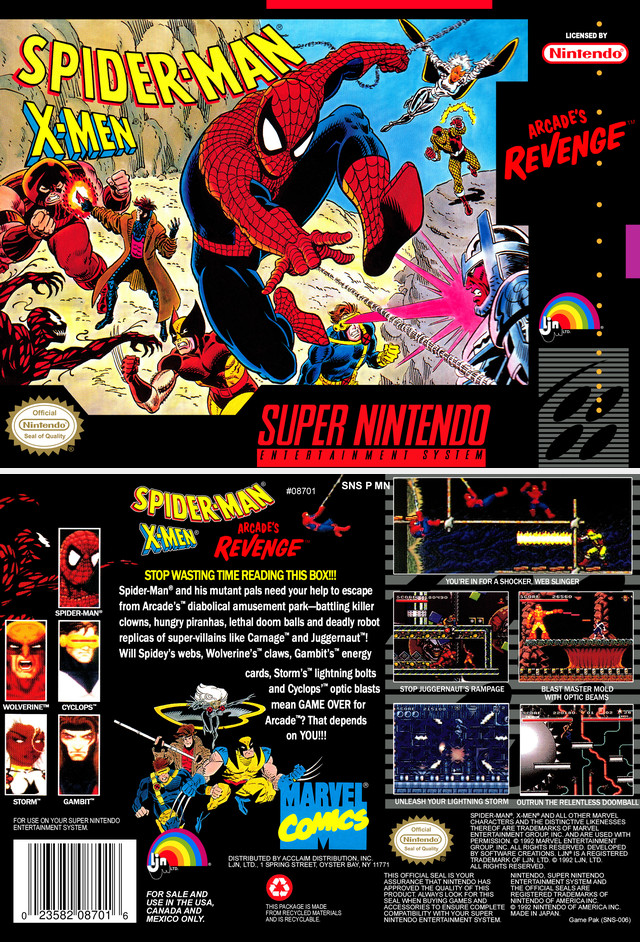 SPIDER-MAN®
X-MEN
LICENSED BY
Nintendo®
ARCADE'S
REVENGE™
ljn LTD.
Official
Nintendo®
Seal of Quality
SUPER NINTENDO
ENTERTAINMENT SYSTEM
SPIDER-MAN®
X-MEN
ARCADE'S
REVENGE™
#08701
SNS P MN
STOP WASTING TIME READING THIS BOX!!!
Spider-Man® and his mutant pals need your help to escape
from Arcade's™ diabolical amusement park—battling killer
clowns, hungry piranhas, lethal doom balls and deadly robot
replicas of super-villains like Carnage™ and Juggernaut™!
Will Spidey's webs, Wolverine's™ claws, Gambit's™ energy
cards, Storm's™ lightning bolts
and Cyclops'™ optic blasts
mean GAME OVER for
Arcade™? That depends
on YOU!!!
SPIDER-MAN®
WOLVERINE™
CYCLOPS™
STORM™
GAMBIT™
YOU'RE IN FOR A SHOCKER, WEB SLINGER
STOP JUGGERNAUT'S RAMPAGE
SCORE 26560
BLAST MASTER MOLD
WITH OPTIC BEAMS
UNLEASH YOUR LIGHTNING STORM
OUTRUN THE RELENTLESS DOOMBALL
FOR USE ON YOUR SUPER NINTENDO
ENTERTAINMENT SYSTEM.
0 23582 08701 6
ljn LTD.
MARVEL®
COMICS
DISTRIBUTED BY ACCLAIM DISTRIBUTION, INC.
LJN, LTD., 1 SPRING STREET, OYSTER BAY, NY 11771
FOR SALE AND
USE IN THE USA,
CANADA AND
MEXICO ONLY.
THIS PACKAGE IS MADE
FROM RECYCLED MATERIALS
AND IS RECYCLABLE.
Official
Nintendo®
Seal of Quality
SPIDER-MAN®, X-MEN® AND ALL OTHER MARVEL
CHARACTERS AND THE DISTINCTIVE LIKENESSES
THEREOF ARE TRADEMARKS OF MARVEL
ENTERTAINMENT GROUP, INC. AND ARE USED WITH
PERMISSION. © 1992 MARVEL ENTERTAINMENT
GROUP, INC. ALL RIGHTS RESERVED. DEVELOPED
BY SOFTWARE CREATIONS. LJN® IS A REGISTERED
TRADEMARK OF LJN, LTD. © 1992 LJN, LTD.
ALL RIGHTS RESERVED.
THIS OFFICIAL SEAL IS YOUR
ASSURANCE THAT NINTENDO HAS
APPROVED THE QUALITY OF THIS
PRODUCT. ALWAYS LOOK FOR THIS
SEAL WHEN BUYING GAMES AND
ACCESSORIES TO ENSURE COMPLETE
COMPATIBILITY WITH YOUR SUPER
NINTENDO ENTERTAINMENT SYSTEM.
NINTENDO, SUPER NINTENDO
ENTERTAINMENT SYSTEM AND
THE OFFICIAL SEALS ARE
REGISTERED TRADEMARKS OF
NINTENDO OF AMERICA INC.
© 1992 NINTENDO OF AMERICA INC.
MADE IN JAPAN.
Game Pak (SNS-006)